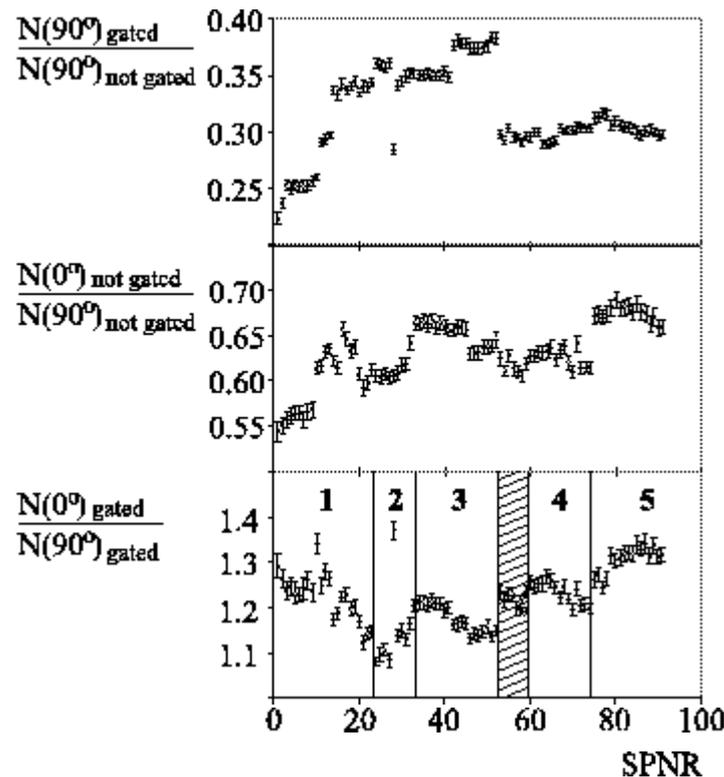 N(90°) gated
N(90°) not gated
0.40
0.35
0.30
0.25
N(0°) not gated
N(90°) not gated
0.70
0.65
0.60
0.55
N(0°) gated
N(90°) gated
1 2 3 4 5
1.4
1.3
1.2
1.1
0 20 40 60 80 100
SPNR